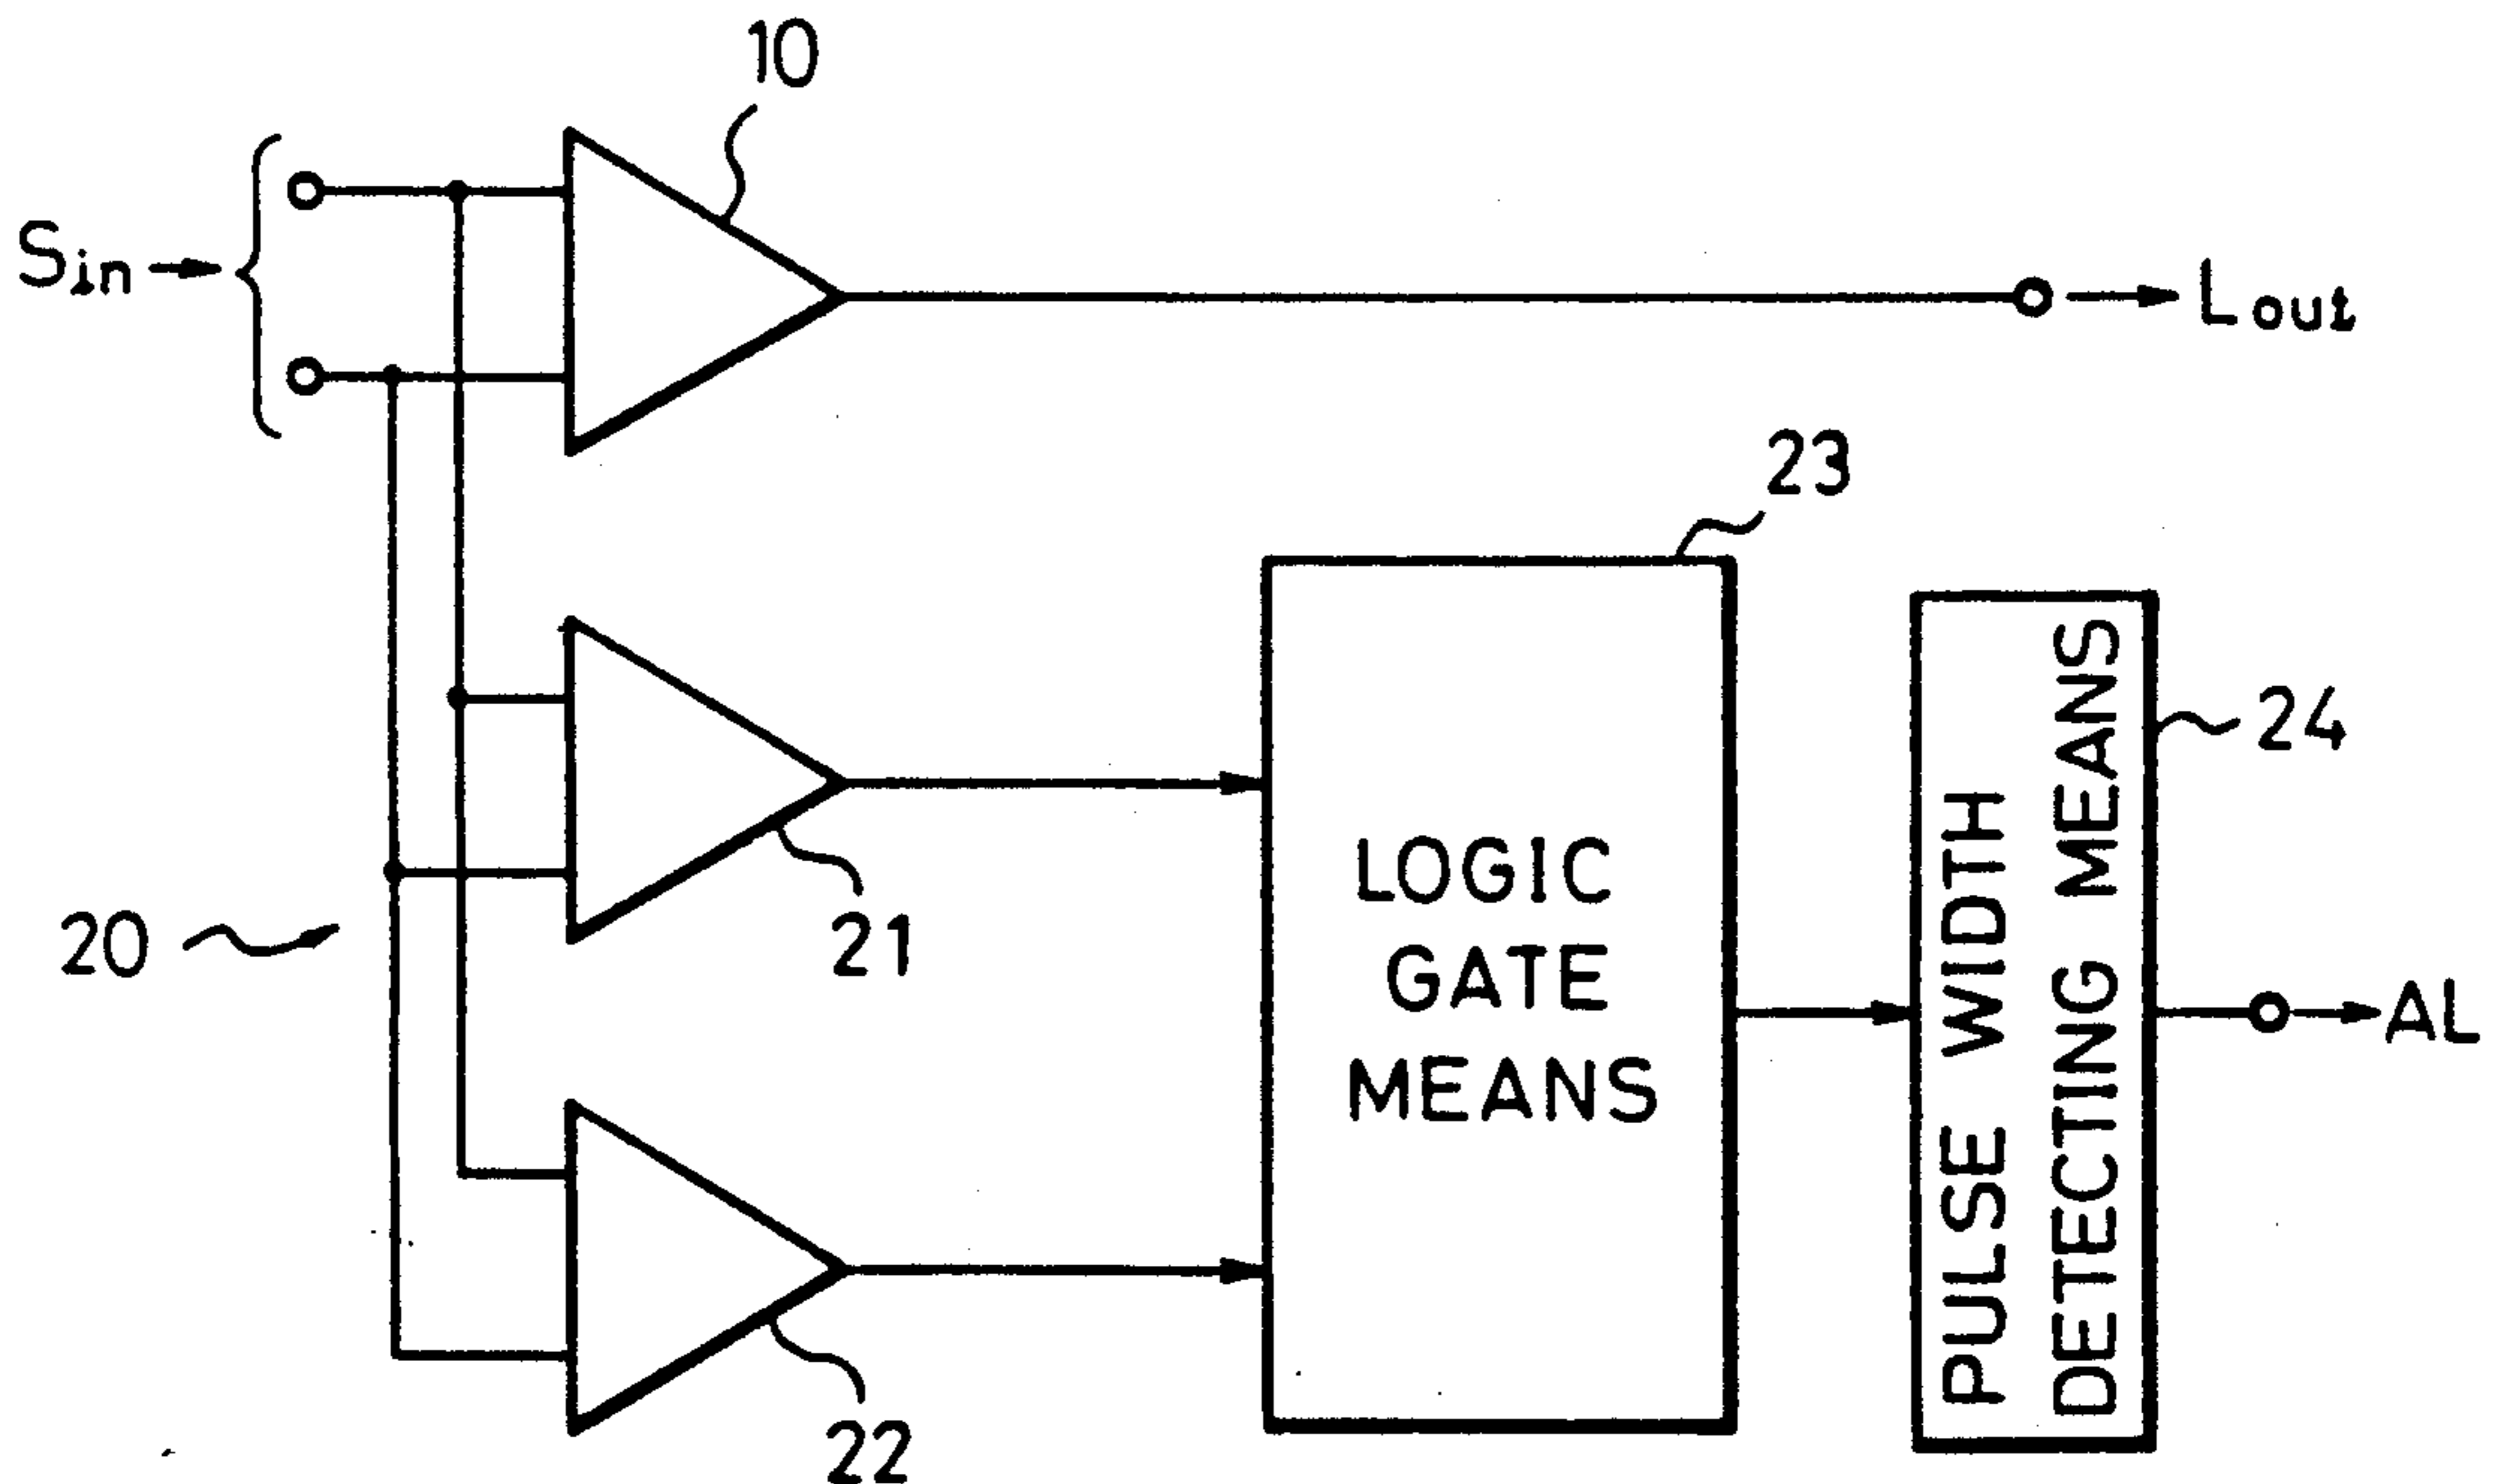 10
Sin
Lout
23
24
LOGIC
GATE
MEANS
PULSE WIDTH
DETECTING MEANS
20
21
AL
22